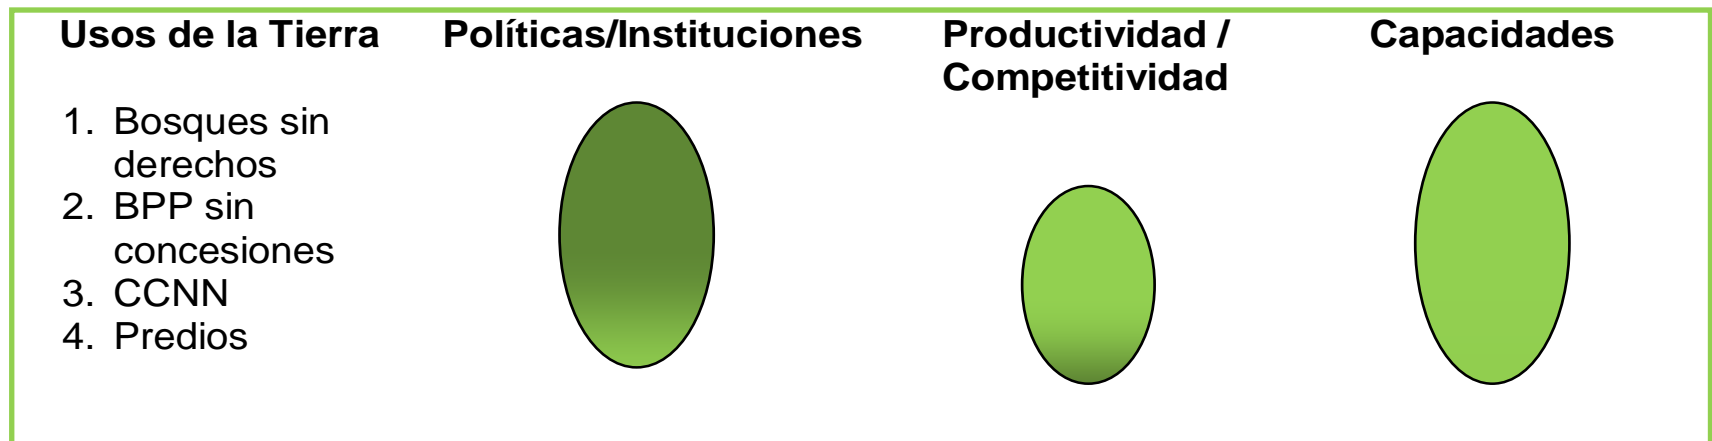 Usos de la Tierra
Políticas/Instituciones
Productividad /
Competitividad
Capacidades
1. Bosques sin
derechos
2. BPP sin
concesiones
3. CCNN
4. Predios